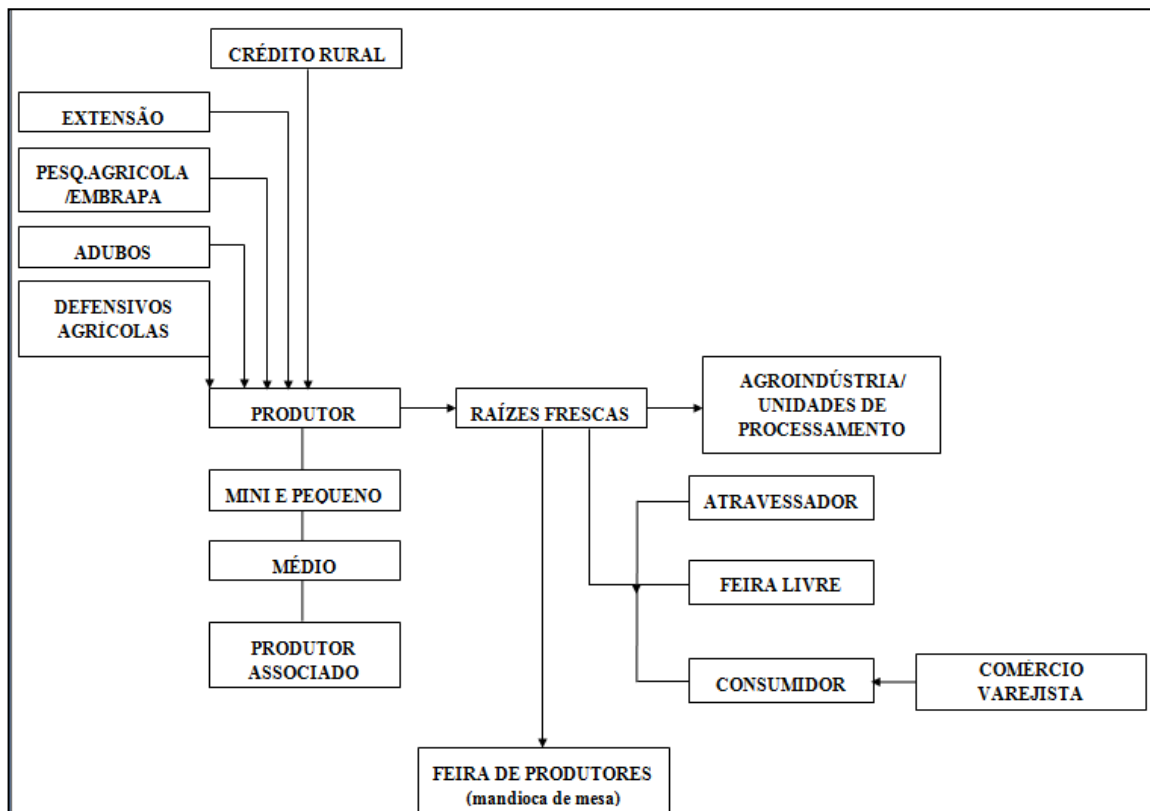 CRÉDITO RURAL
EXTENSÃO
PESQ.AGRICOLA
/EMBRAPA
ADUBOS
DEFENSIVOS
AGRÍCOLAS
PRODUTOR
RAÍZES FRESCAS
AGROINDÚSTRIA/
UNIDADES DE
PROCESSAMENTO
MINI E PEQUENO
ATRAVESSADOR
MÉDIO
FEIRA LIVRE
PRODUTOR
ASSOCIADO
CONSUMIDOR
COMÉRCIO
VAREJISTA
FEIRA DE PRODUTORES
(mandioca de mesa)